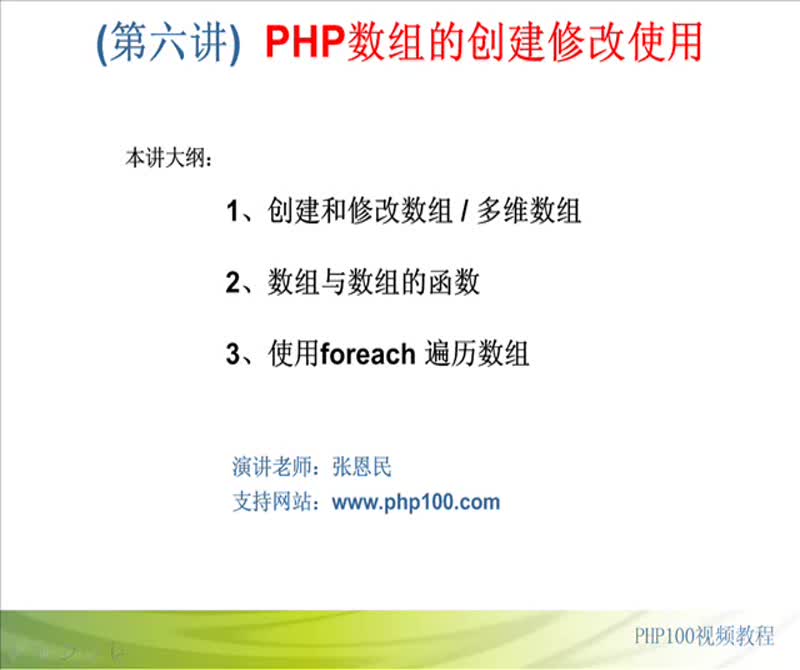 (第六讲) PHP数组的创建修改使用
本讲大纲:
1、创建和修改数组 / 多维数组
2、数组与数组的函数
3、使用foreach 遍历数组
演讲老师：张恩民
支持网站：www.php100.com
PHP100视频教程